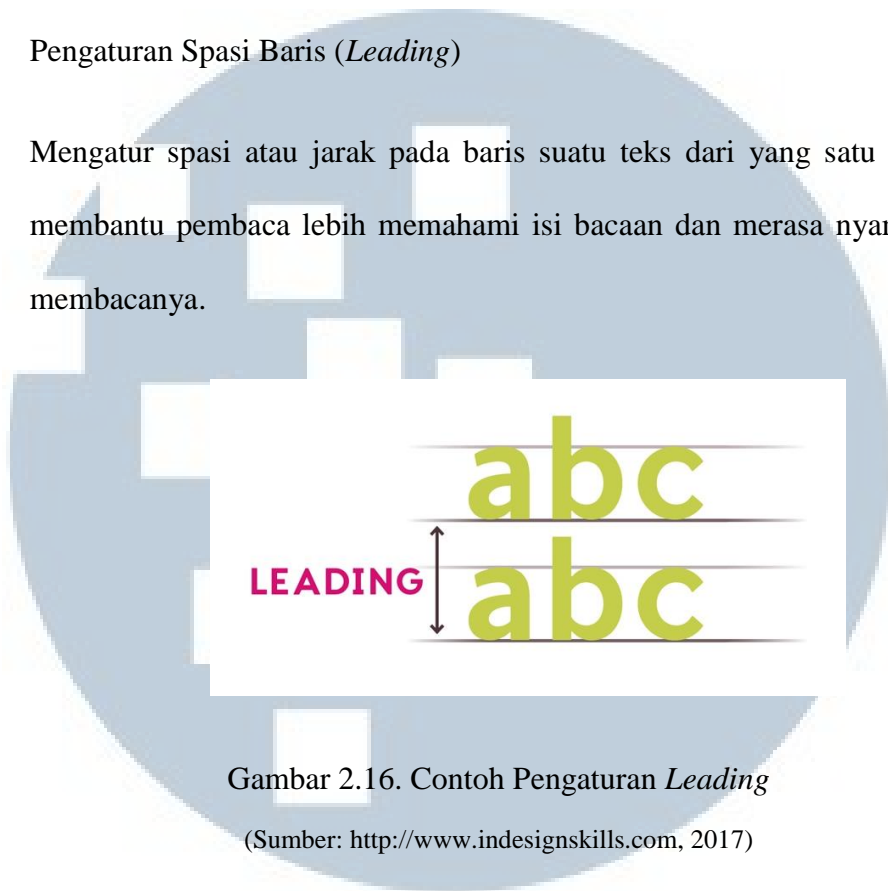 Pengaturan Spasi Baris (Leading)
Mengatur spasi atau jarak pada baris suatu teks dari yang satu
membantu pembaca lebih memahami isi bacaan dan merasa
membacanya.
abc
LEADING
abc
Gambar 2.16. Contoh Pengaturan Leading
(Sumber: http://www.indesignskills.com, 2017)